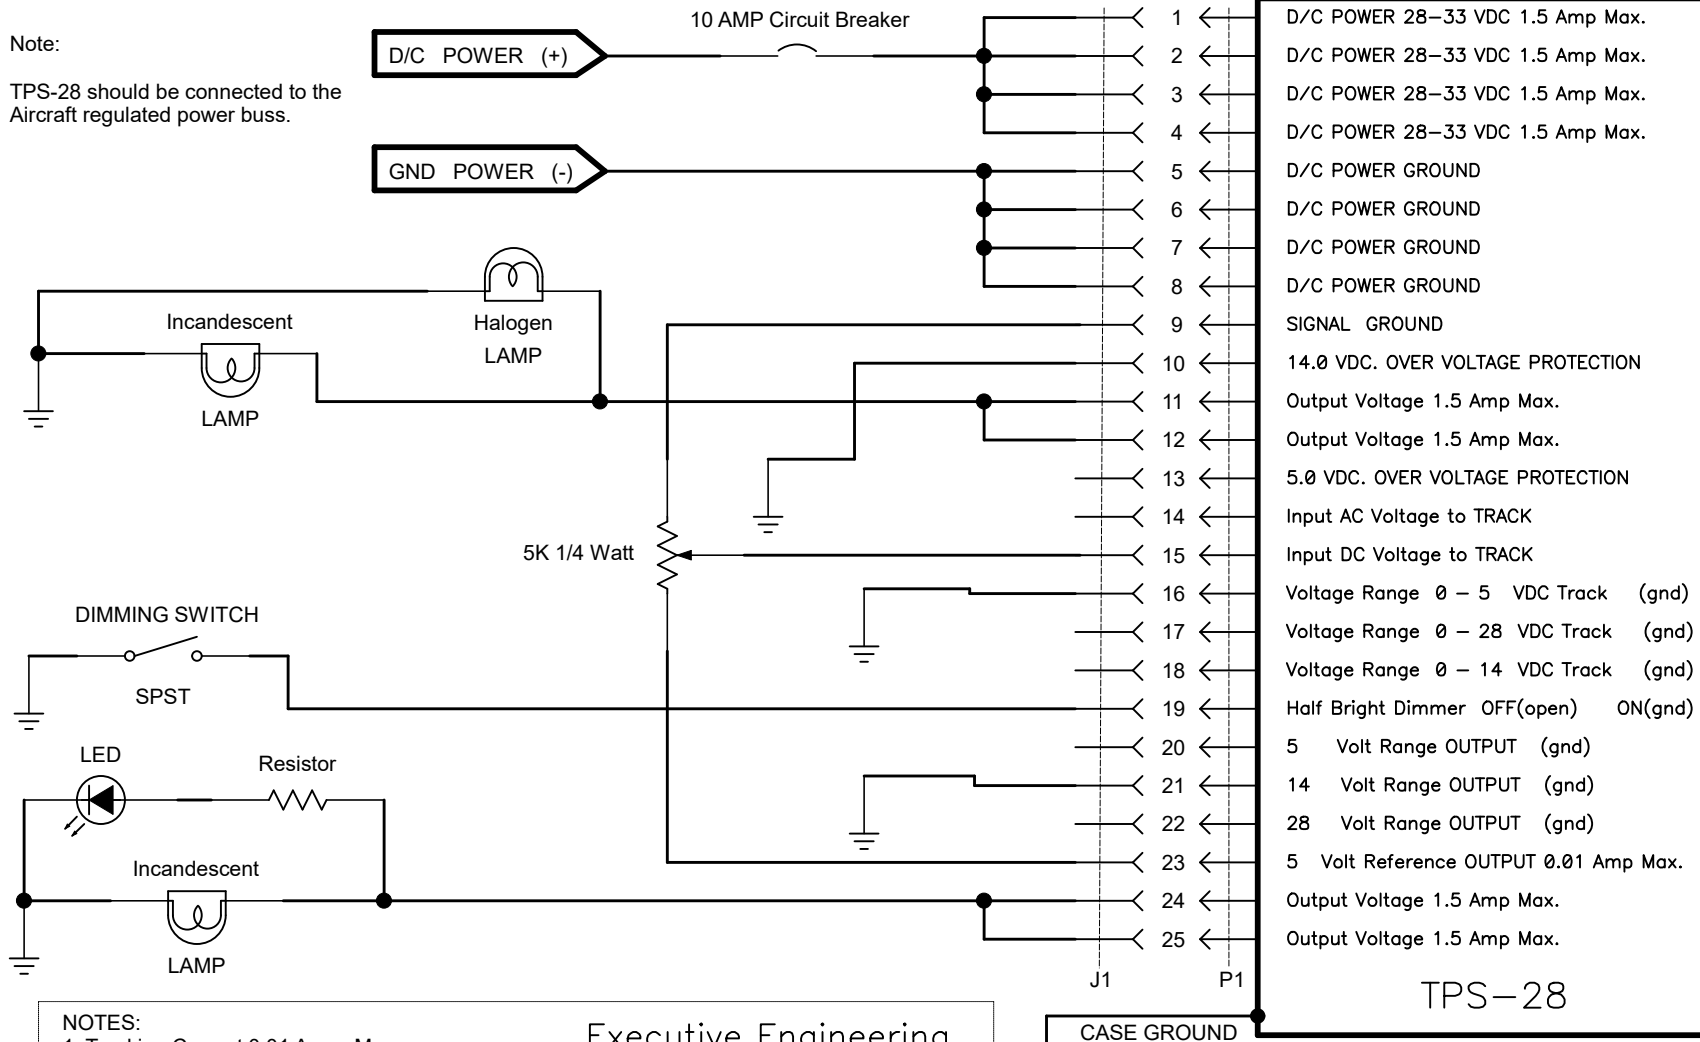 Note:
TPS-28 should be connected to the
Aircraft regulated power buss.
D/C POWER (+)
10 AMP Circuit Breaker
GND POWER (-)
Halogen
LAMP
Incandescent
LAMP
5K 1/4 Watt
DIMMING SWITCH
SPST
LED
Resistor
Incandescent
LAMP
1 D/C POWER 28-33 VDC 1.5 Amp Max.
2 D/C POWER 28-33 VDC 1.5 Amp Max.
3 D/C POWER 28-33 VDC 1.5 Amp Max.
4 D/C POWER 28-33 VDC 1.5 Amp Max.
5 D/C POWER GROUND
6 D/C POWER GROUND
7 D/C POWER GROUND
8 D/C POWER GROUND
9 SIGNAL GROUND
10 14.0 VDC. OVER VOLTAGE PROTECTION
11 Output Voltage 1.5 Amp Max.
12 Output Voltage 1.5 Amp Max.
13 5.0 VDC. OVER VOLTAGE PROTECTION
14 Input AC Voltage to TRACK
15 Input DC Voltage to TRACK
16 Voltage Range 0 - 5 VDC Track (gnd)
17 Voltage Range 0 - 28 VDC Track (gnd)
18 Voltage Range 0 - 14 VDC Track (gnd)
19 Half Bright Dimmer OFF(open) ON(gnd)
20 5 Volt Range OUTPUT (gnd)
21 14 Volt Range OUTPUT (gnd)
22 28 Volt Range OUTPUT (gnd)
23 5 Volt Reference OUTPUT 0.01 Amp Max.
24 Output Voltage 1.5 Amp Max.
25 Output Voltage 1.5 Amp Max.
J1 P1
TPS-28
NOTES:
Executive Engineering
CASE GROUND